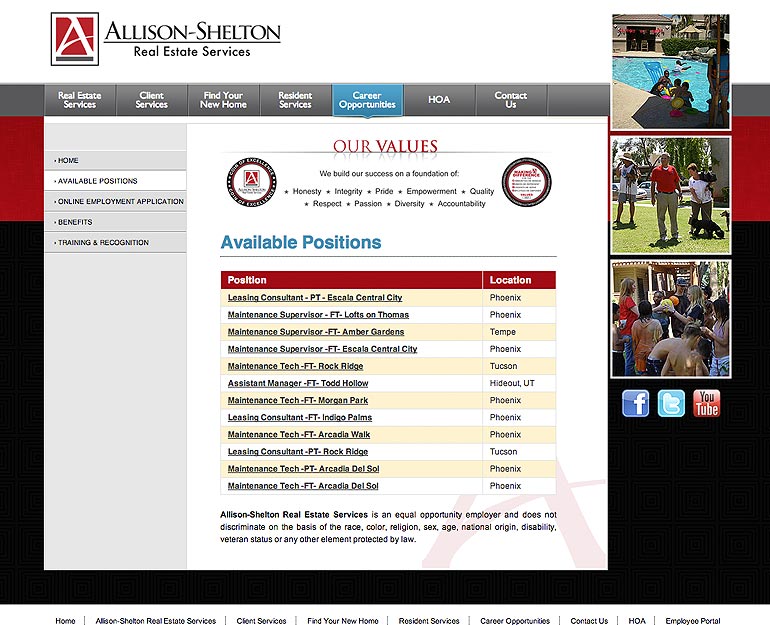 ALLISON-SHELTON
Real Estate Services
Real Estate Services
Client Services
Find Your New Home
Resident Services
Career Opportunities
HOA
Contact Us
› HOME
› AVAILABLE POSITIONS
› ONLINE EMPLOYMENT APPLICATION
› BENEFITS
› TRAINING & RECOGNITION
OUR VALUES
We build our success on a foundation of:
★ Honesty ★ Integrity ★ Pride ★ Empowerment ★ Quality
★ Respect ★ Passion ★ Diversity ★ Accountability
Available Positions
Position Location
Leasing Consultant - PT - Escala Central City Phoenix
Maintenance Supervisor - FT- Lofts on Thomas Phoenix
Maintenance Supervisor -FT- Amber Gardens Tempe
Maintenance Supervisor -FT- Escala Central City Phoenix
Maintenance Tech -FT- Rock Ridge Tucson
Assistant Manager -FT- Todd Hollow Hideout, UT
Maintenance Tech -FT- Morgan Park Phoenix
Leasing Consultant -FT- Indigo Palms Phoenix
Maintenance Tech -FT- Arcadia Walk Phoenix
Leasing Consultant -PT- Rock Ridge Tucson
Maintenance Tech -PT- Arcadia Del Sol Phoenix
Maintenance Tech -FT- Arcadia Del Sol Phoenix
Allison-Shelton Real Estate Services is an equal opportunity employer and does not
discriminate on the basis of the race, color, religion, sex, age, national origin, disability,
veteran status or any other element protected by law.
You Tube
Home Allison-Shelton Real Estate Services Client Services Find Your New Home Resident Services Career Opportunities Contact Us HOA Employee Portal